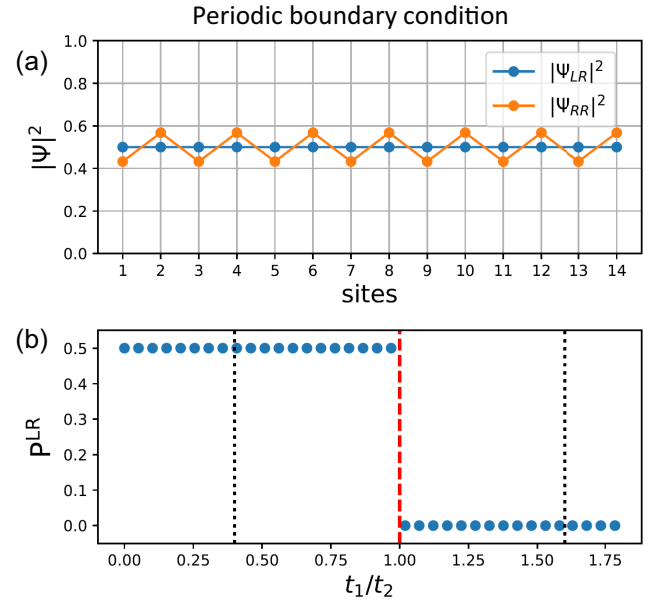 Periodic boundary condition
(a)
1.0
0.8
0.6
0.4
0.2
0.0
|Ψ|²
|Ψ_LR|²
|Ψ_RR|²
1 2 3 4 5 6 7 8 9 10 11 12 13 14
sites
(b)
0.5
0.4
0.3
0.2
0.1
0.0
P^LR
0.00 0.25 0.50 0.75 1.00 1.25 1.50 1.75
t₁/t₂